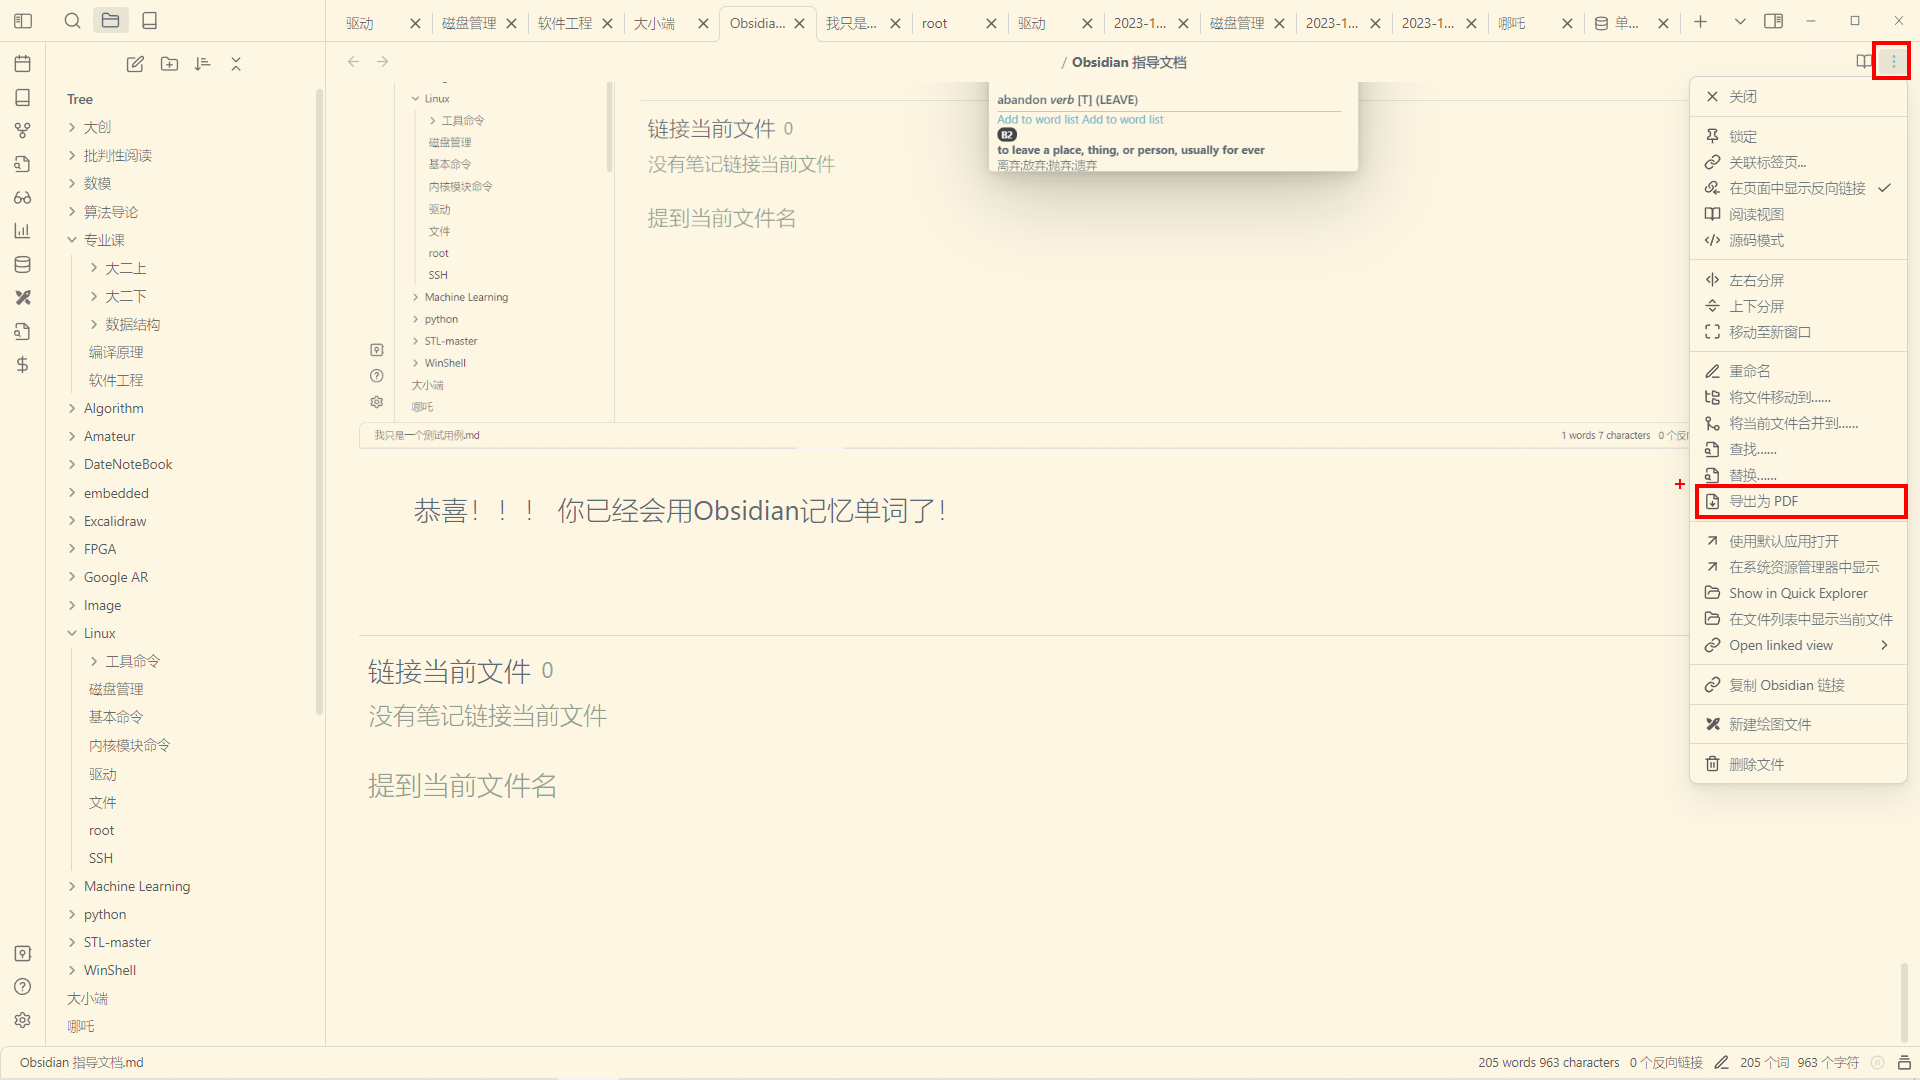 驱动
磁盘管理
软件工程
大小端
Obsidia...
我只是...
root
驱动
2023-1...
磁盘管理
2023-1...
2023-1...
哪吒
单...
/ Obsidian 指导文档
Tree
大创
批判性阅读
数模
算法导论
专业课
大二上
大二下
数据结构
编译原理
软件工程
Algorithm
Amateur
DateNoteBook
embedded
Excalidraw
FPGA
Google AR
Image
Linux
工具命令
磁盘管理
基本命令
内核模块命令
驱动
文件
root
SSH
Machine Learning
python
STL-master
WinShell
大小端
哪吒
Linux
工具命令
磁盘管理
基本命令
内核模块命令
驱动
文件
root
SSH
Machine Learning
python
STL-master
WinShell
大小端
哪吒
链接当前文件 0
没有笔记链接当前文件
提到当前文件名
abandon verb [T] (LEAVE)
Add to word list Add to word list
B2
to leave a place, thing, or person, usually for ever
离弃;放弃;抛弃;遗弃
我只是一个测试用例.md
1 words 7 characters 0 个反
恭喜！！！ 你已经会用Obsidian记忆单词了！
链接当前文件 0
没有笔记链接当前文件
提到当前文件名
关闭
锁定
关联标签页...
在页面中显示反向链接
阅读视图
源码模式
左右分屏
上下分屏
移动至新窗口
重命名
将文件移动到......
将当前文件合并到......
查找......
替换......
导出为 PDF
使用默认应用打开
在系统资源管理器中显示
Show in Quick Explorer
在文件列表中显示当前文件
Open linked view
复制 Obsidian 链接
新建绘图文件
删除文件
Obsidian 指导文档.md
205 words 963 characters 0 个反向链接 205 个词 963 个字符